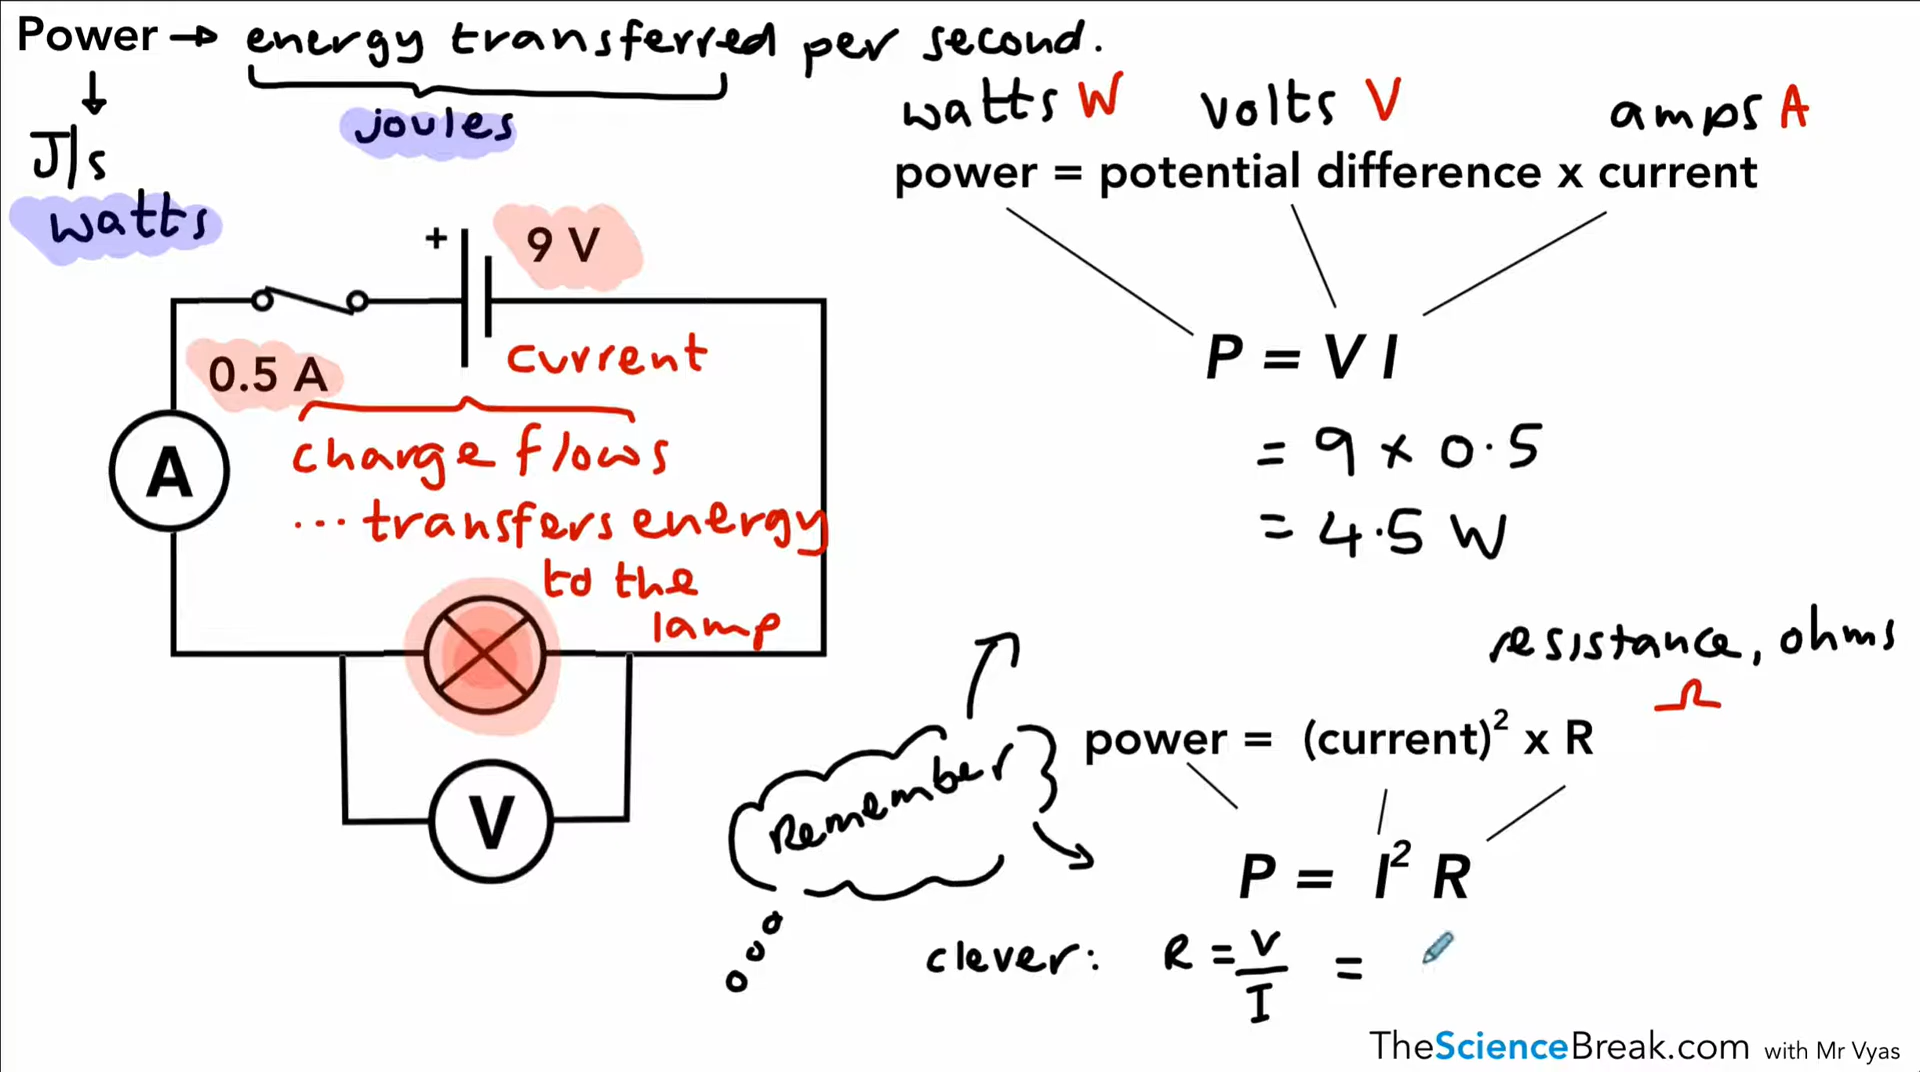 Power → energy transferred per second.
joules
J/s
watts
watts W volts V amps A
power = potential difference x current
P = V I
= 9 × 0.5
= 4.5 W
+ 9 V
0.5 A
current
charge flows
... transfers energy
to the
lamp
A
V
Remember
resistance, ohms
Ω
power = (current)² x R
P = I² R
clever: R = V/I =
TheScienceBreak.com with Mr Vyas